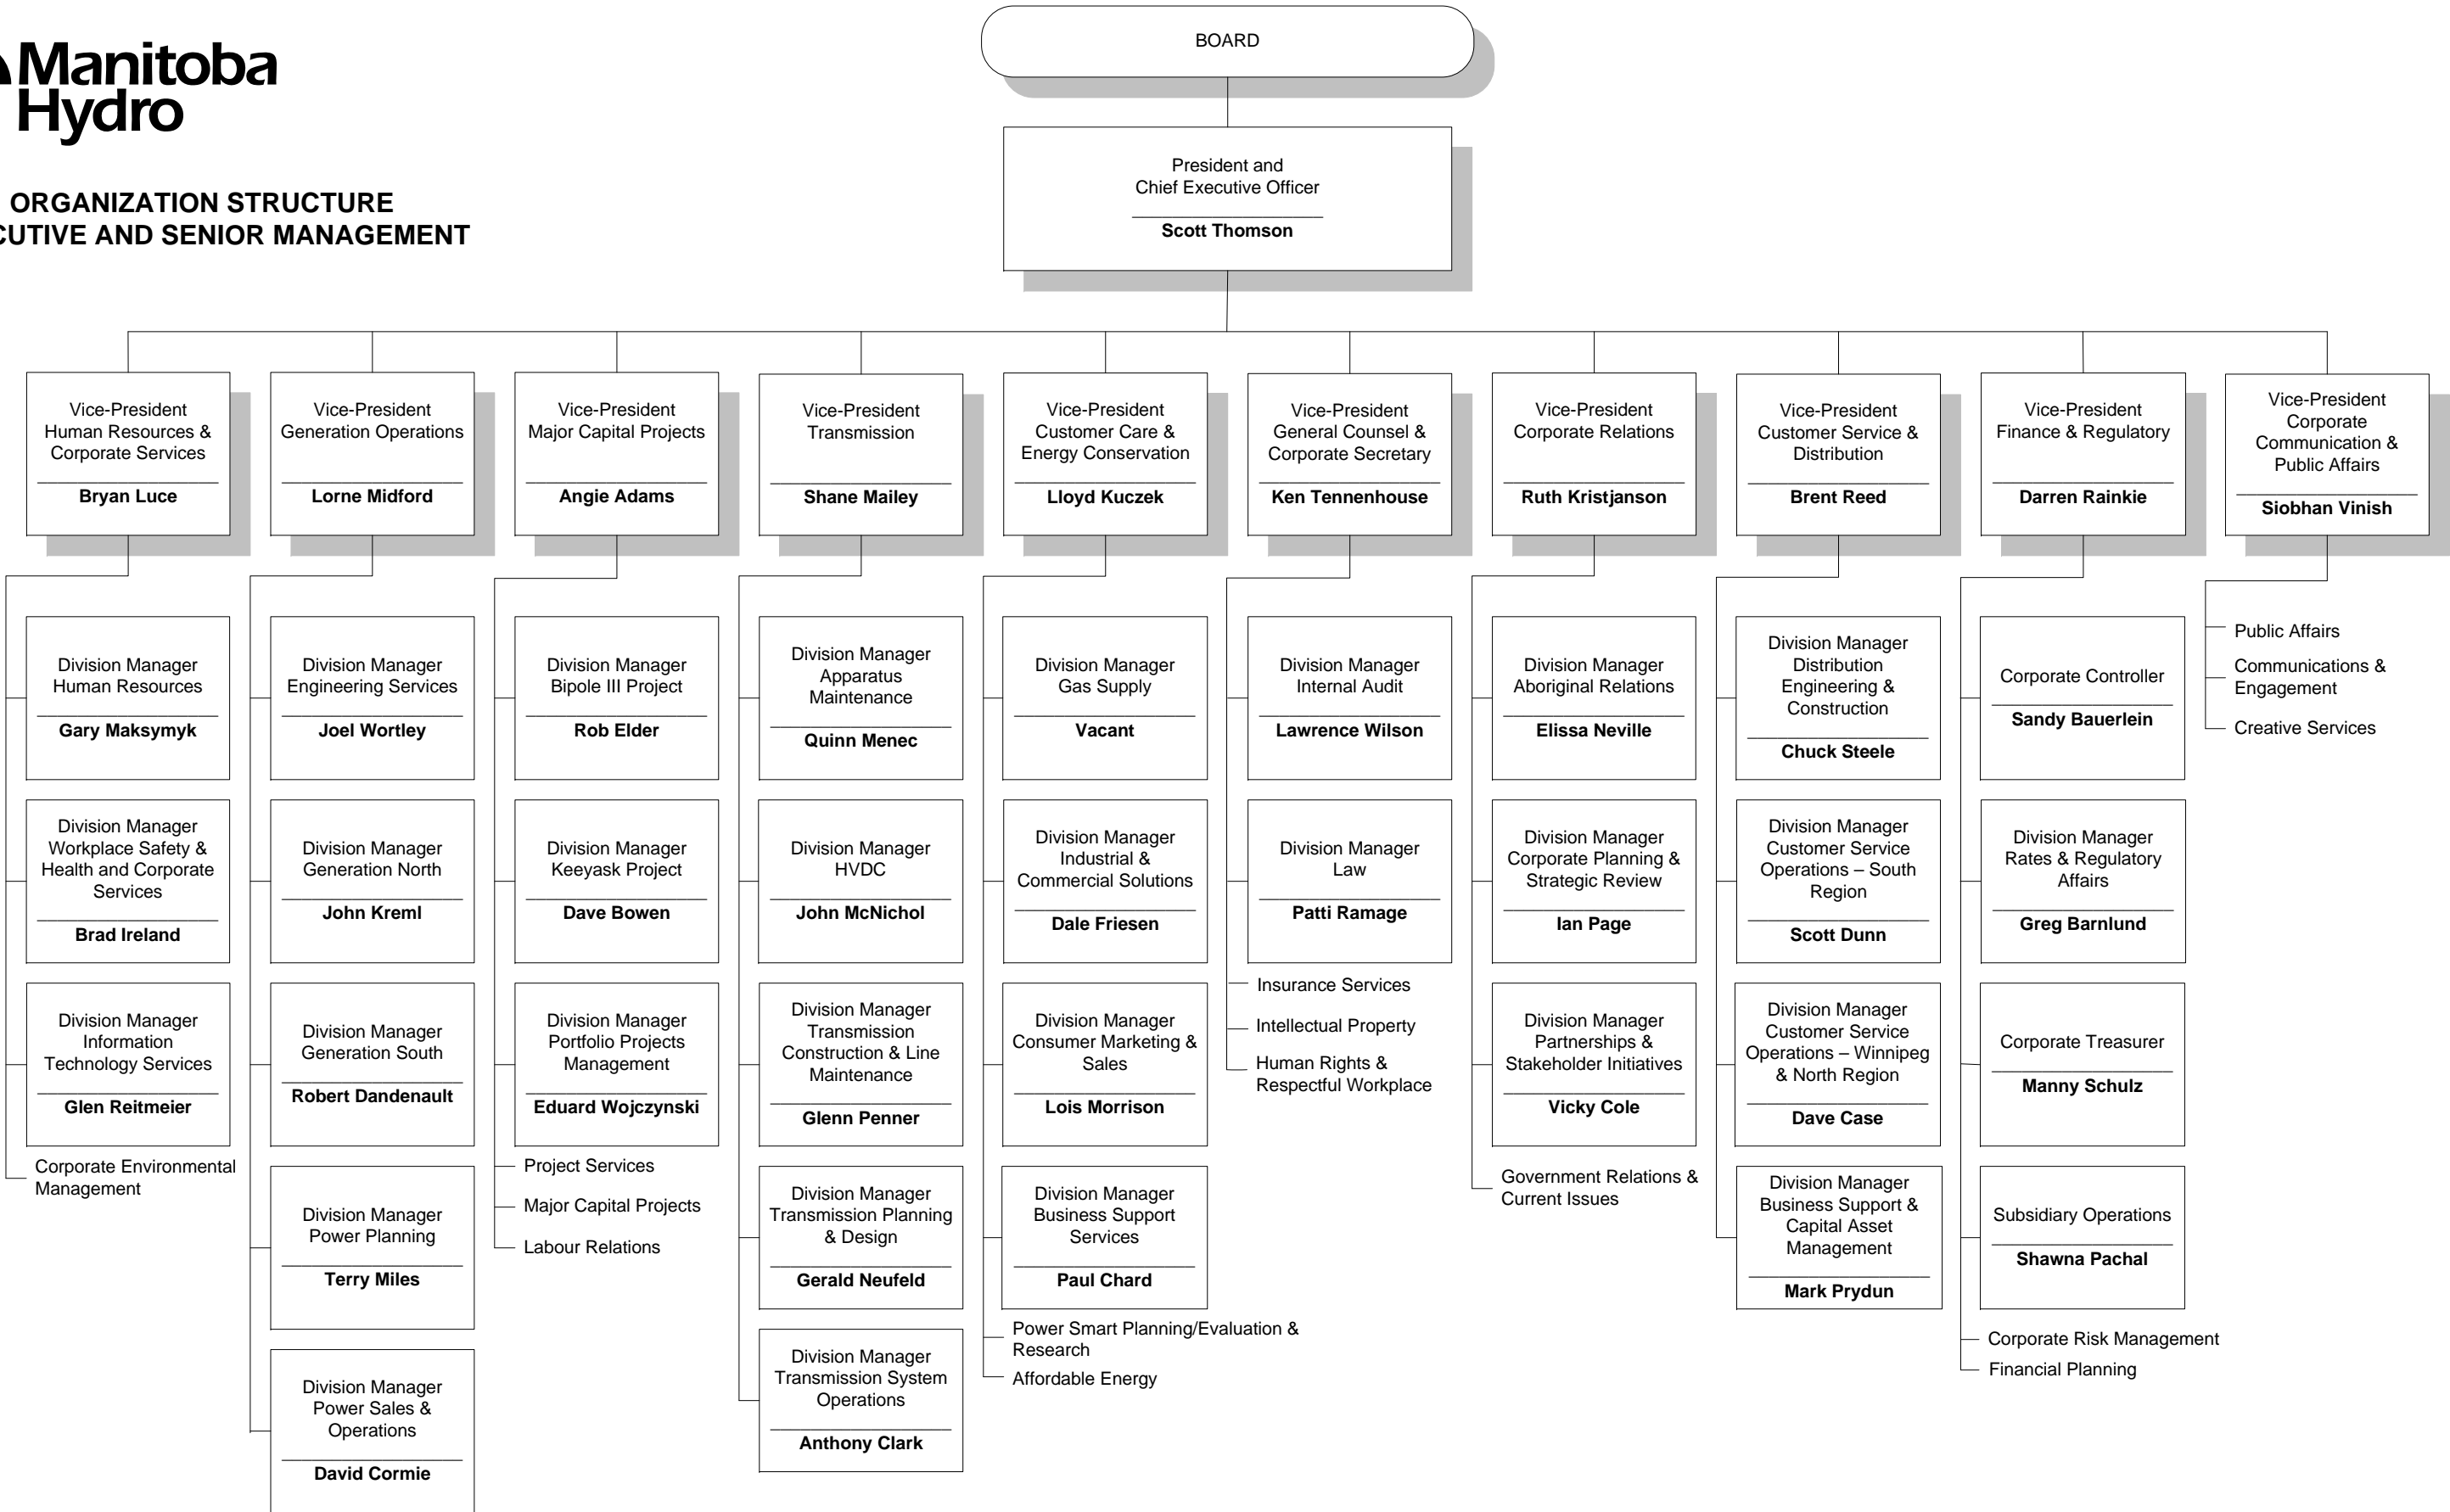 Manitoba
Hydro
ORGANIZATION STRUCTURE
CUTIVE AND SENIOR MANAGEMENT
BOARD
President and
Chief Executive Officer
Scott Thomson
Vice-President
Human Resources &
Corporate Services
Bryan Luce
Vice-President
Generation Operations
Lorne Midford
Vice-President
Major Capital Projects
Angie Adams
Vice-President
Transmission
Shane Mailey
Vice-President
Customer Care &
Energy Conservation
Lloyd Kuczek
Vice-President
General Counsel &
Corporate Secretary
Ken Tennenhouse
Vice-President
Corporate Relations
Ruth Kristjanson
Vice-President
Customer Service &
Distribution
Brent Reed
Vice-President
Finance & Regulatory
Darren Rainkie
Vice-President
Corporate
Communication &
Public Affairs
Siobhan Vinish
Division Manager
Human Resources
Gary Maksymyk
Division Manager
Workplace Safety &
Health and Corporate
Services
Brad Ireland
Division Manager
Information
Technology Services
Glen Reitmeier
Corporate Environmental
Management
Division Manager
Engineering Services
Joel Wortley
Division Manager
Generation North
John Kreml
Division Manager
Generation South
Robert Dandenault
Division Manager
Power Planning
Terry Miles
Division Manager
Power Sales &
Operations
David Cormie
Division Manager
Bipole III Project
Rob Elder
Division Manager
Keeyask Project
Dave Bowen
Division Manager
Portfolio Projects
Management
Eduard Wojczynski
Project Services
Major Capital Projects
Labour Relations
Division Manager
Apparatus
Maintenance
Quinn Menec
Division Manager
HVDC
John McNichol
Division Manager
Transmission
Construction & Line
Maintenance
Glenn Penner
Division Manager
Transmission Planning
& Design
Gerald Neufeld
Division Manager
Transmission System
Operations
Anthony Clark
Division Manager
Gas Supply
Vacant
Division Manager
Industrial &
Commercial Solutions
Dale Friesen
Division Manager
Consumer Marketing &
Sales
Lois Morrison
Division Manager
Business Support
Services
Paul Chard
Power Smart Planning/Evaluation &
Research
Affordable Energy
Division Manager
Internal Audit
Lawrence Wilson
Division Manager
Law
Patti Ramage
Insurance Services
Intellectual Property
Human Rights &
Respectful Workplace
Division Manager
Aboriginal Relations
Elissa Neville
Division Manager
Corporate Planning &
Strategic Review
Ian Page
Division Manager
Partnerships &
Stakeholder Initiatives
Vicky Cole
Government Relations &
Current Issues
Division Manager
Distribution
Engineering &
Construction
Chuck Steele
Division Manager
Customer Service
Operations – South
Region
Scott Dunn
Division Manager
Customer Service
Operations – Winnipeg
& North Region
Dave Case
Division Manager
Business Support &
Capital Asset
Management
Mark Prydun
Corporate Controller
Sandy Bauerlein
Division Manager
Rates & Regulatory
Affairs
Greg Barnlund
Corporate Treasurer
Manny Schulz
Subsidiary Operations
Shawna Pachal
Corporate Risk Management
Financial Planning
Public Affairs
Communications &
Engagement
Creative Services